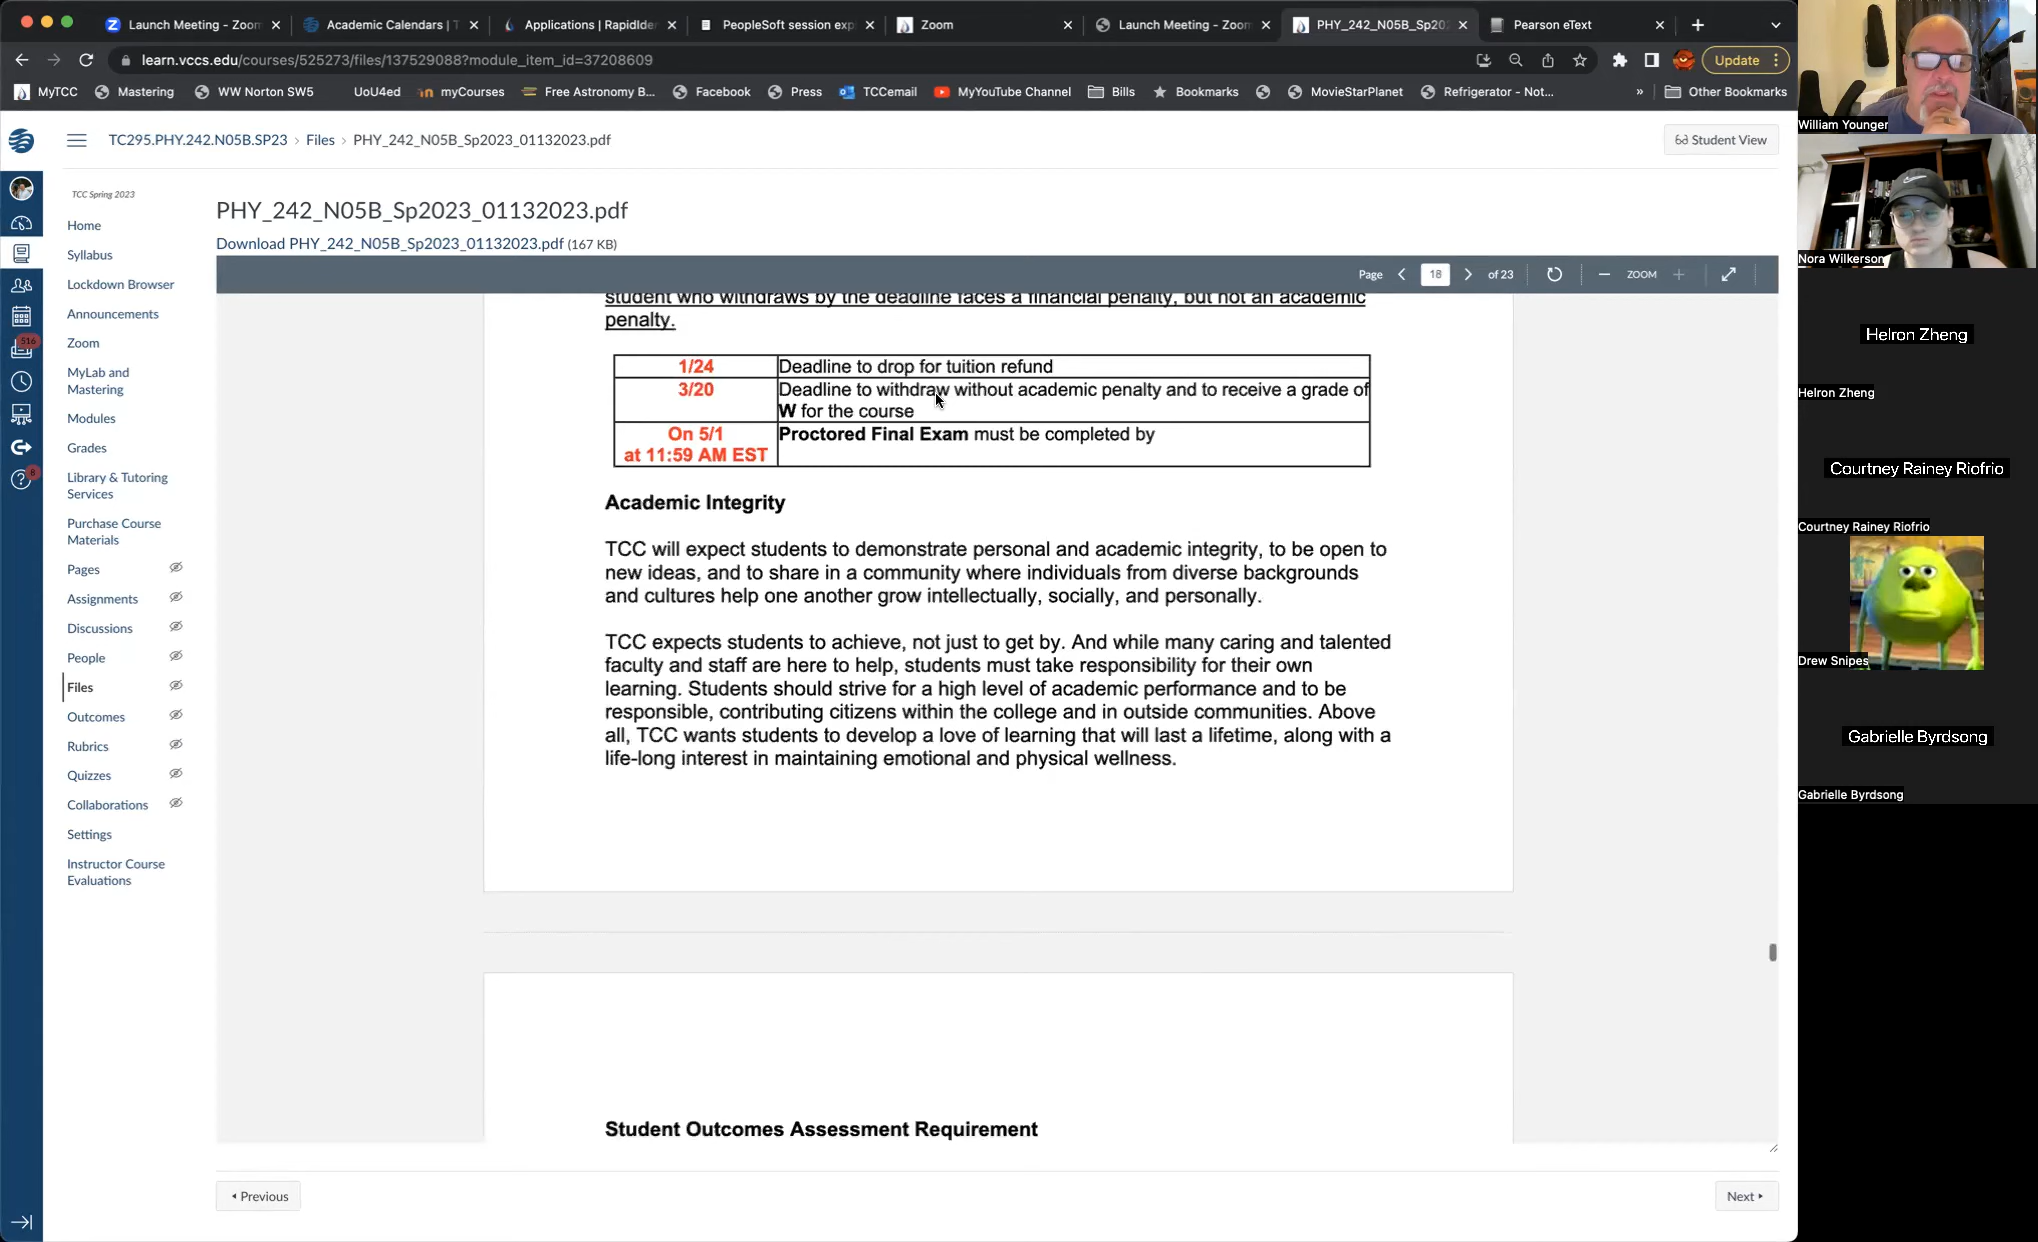 Launch Meeting - Zoom
Academic Calendars | T
Applications | RapidIde
PeopleSoft session exp
Zoom
Launch Meeting - Zoom
PHY_242_N05B_Sp20
Pearson eText
learn.vccs.edu/courses/525273/files/137529088?module_item_id=37208609
Update
MyTCC
Mastering
WW Norton SW5
UoU4ed
myCourses
Free Astronomy B...
Facebook
Press
TCCemail
MyYouTube Channel
Bills
Bookmarks
MovieStarPlanet
Refrigerator - Not...
»
Other Bookmarks
TC295.PHY.242.N05B.SP23 › Files › PHY_242_N05B_Sp2023_01132023.pdf
Student View
TCC Spring 2023
Home
Syllabus
Lockdown Browser
Announcements
Zoom
MyLab and
Mastering
Modules
Grades
Library & Tutoring
Services
Purchase Course
Materials
Pages
Assignments
Discussions
People
Files
Outcomes
Rubrics
Quizzes
Collaborations
Settings
Instructor Course
Evaluations
516
8
PHY_242_N05B_Sp2023_01132023.pdf
Download PHY_242_N05B_Sp2023_01132023.pdf (167 KB)
Page 18 of 23 ZOOM
student who withdraws by the deadline faces a financial penalty, but not an academic
penalty.
1/24 Deadline to drop for tuition refund
3/20 Deadline to withdraw without academic penalty and to receive a grade of
W for the course
On 5/1 Proctored Final Exam must be completed by
at 11:59 AM EST
Academic Integrity
TCC will expect students to demonstrate personal and academic integrity, to be open to
new ideas, and to share in a community where individuals from diverse backgrounds
and cultures help one another grow intellectually, socially, and personally.
TCC expects students to achieve, not just to get by. And while many caring and talented
faculty and staff are here to help, students must take responsibility for their own
learning. Students should strive for a high level of academic performance and to be
responsible, contributing citizens within the college and in outside communities. Above
all, TCC wants students to develop a love of learning that will last a lifetime, along with a
life-long interest in maintaining emotional and physical wellness.
Student Outcomes Assessment Requirement
Previous
Next
William Younger
Nora Wilkerson
Helron Zheng
Helron Zheng
Courtney Rainey Riofrio
Courtney Rainey Riofrio
Drew Snipes
Gabrielle Byrdsong
Gabrielle Byrdsong